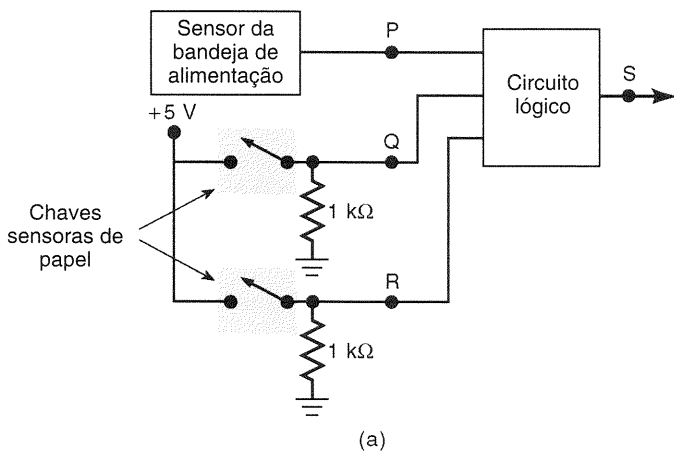 Sensor da
bandeja de
alimentação
P
Circuito
lógico
S
+5 V
Q
1 kΩ
Chaves
sensoras de
papel
R
1 kΩ
(a)